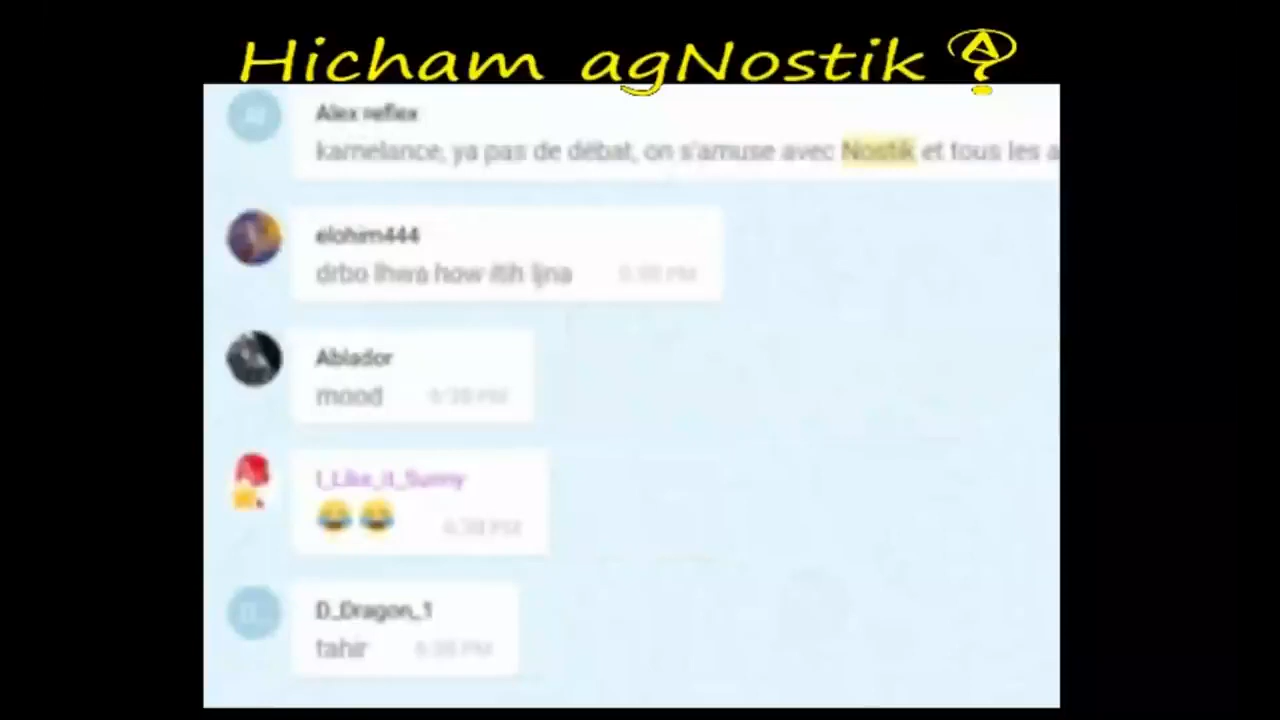 Hicham agNostik ?
Alex reflex
kamelance, ya pas de débat, on s'amuse avec Nostik et tous les a
elohim444
drbo lhwa how itih ljna
Ablador
mood
I_Like_it_Sunny
😂😂
D_Dragon_1
tahir